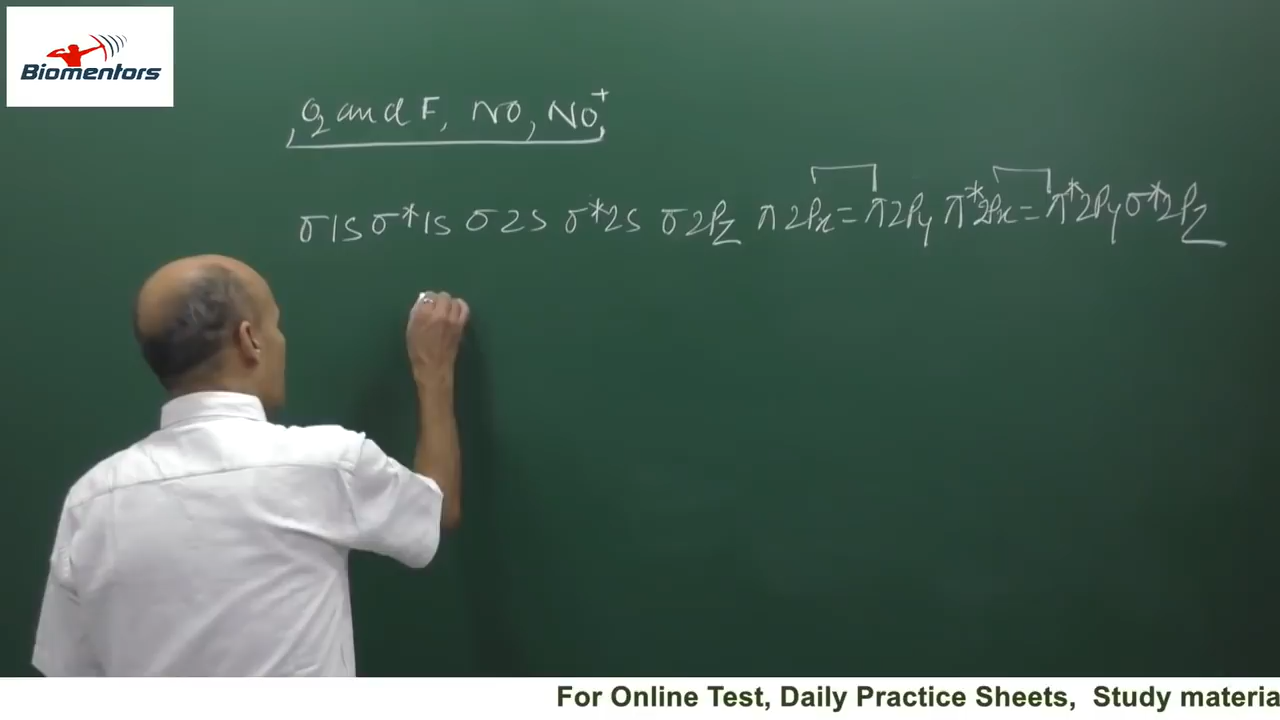 Biomentors
O₂ and F, NO, NO⁺
σ1s σ*1s σ2s σ*2s σ2Pz π2Px = π2Py π*2Px = π*2Py σ*2Pz
For Online Test, Daily Practice Sheets, Study materia